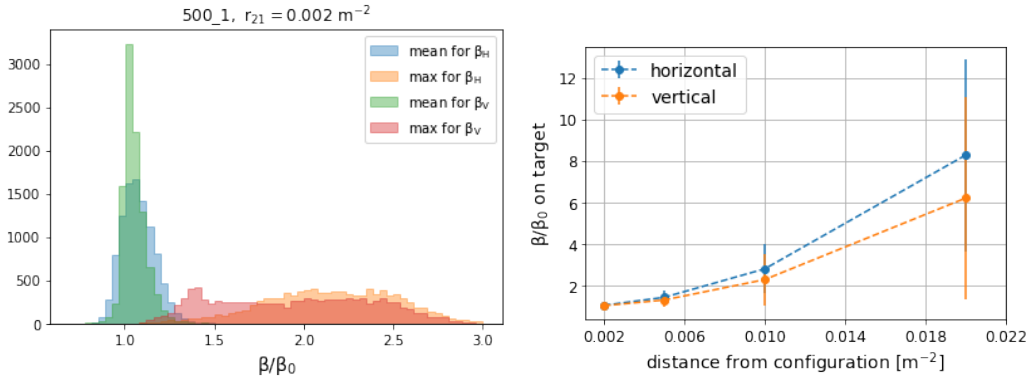 500_1, r₂₁ = 0.002 m⁻²
mean for βH
max for βH
mean for βV
max for βV
3000
2500
2000
1500
1000
500
0
1.0
1.5
2.0
2.5
3.0
β/β₀
horizontal
vertical
β/β₀ on target
12
10
8
6
4
2
0.002
0.006
0.010
0.014
0.018
0.022
distance from configuration [m⁻²]